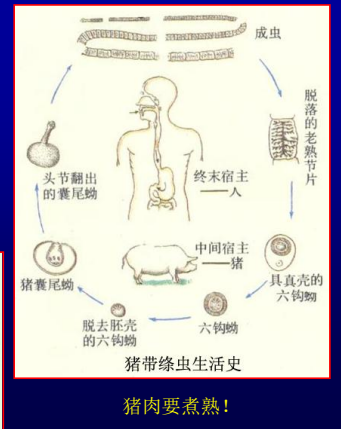 成虫
脱落的老熟节片
终末宿主
——人
头节翻出
的囊尾蚴
中间宿主
——猪
具真壳的
六钩蚴
猪囊尾蚴
六钩蚴
脱去胚壳
的六钩蚴
猪带绦虫生活史
猪肉要煮熟！